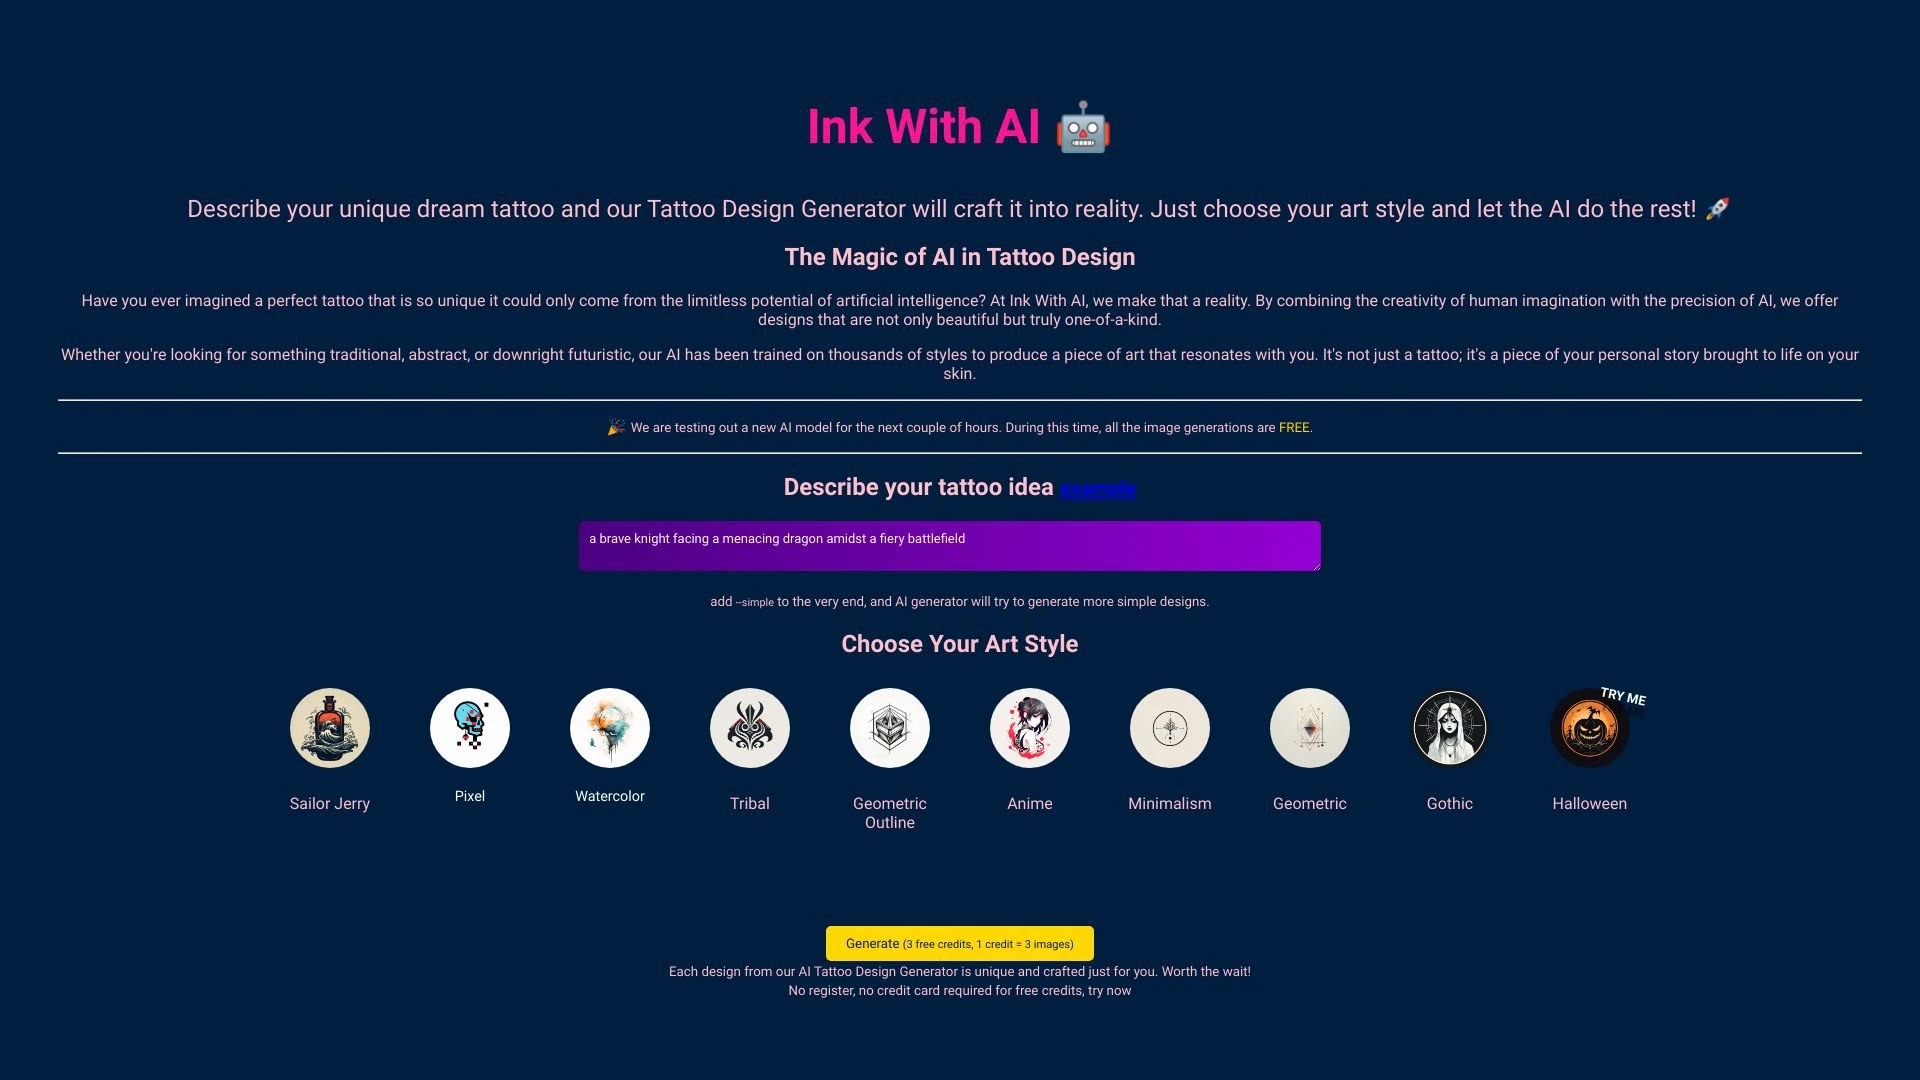 Ink With AI 🤖
Describe your unique dream tattoo and our Tattoo Design Generator will craft it into reality. Just choose your art style and let the AI do the rest! 🚀
The Magic of AI in Tattoo Design
Have you ever imagined a perfect tattoo that is so unique it could only come from the limitless potential of artificial intelligence? At Ink With AI, we make that a reality. By combining the creativity of human imagination with the precision of AI, we offer
designs that are not only beautiful but truly one-of-a-kind.
Whether you're looking for something traditional, abstract, or downright futuristic, our AI has been trained on thousands of styles to produce a piece of art that resonates with you. It's not just a tattoo; it's a piece of your personal story brought to life on your
skin.
🎉 We are testing out a new AI model for the next couple of hours. During this time, all the image generations are FREE.
Describe your tattoo idea example
a brave knight facing a menacing dragon amidst a fiery battlefield
add --simple to the very end, and AI generator will try to generate more simple designs.
Choose Your Art Style
TRY ME
Sailor Jerry
Pixel
Watercolor
Tribal
Geometric
Outline
Anime
Minimalism
Geometric
Gothic
Halloween
Generate (3 free credits, 1 credit = 3 images)
Each design from our AI Tattoo Design Generator is unique and crafted just for you. Worth the wait!
No register, no credit card required for free credits, try now